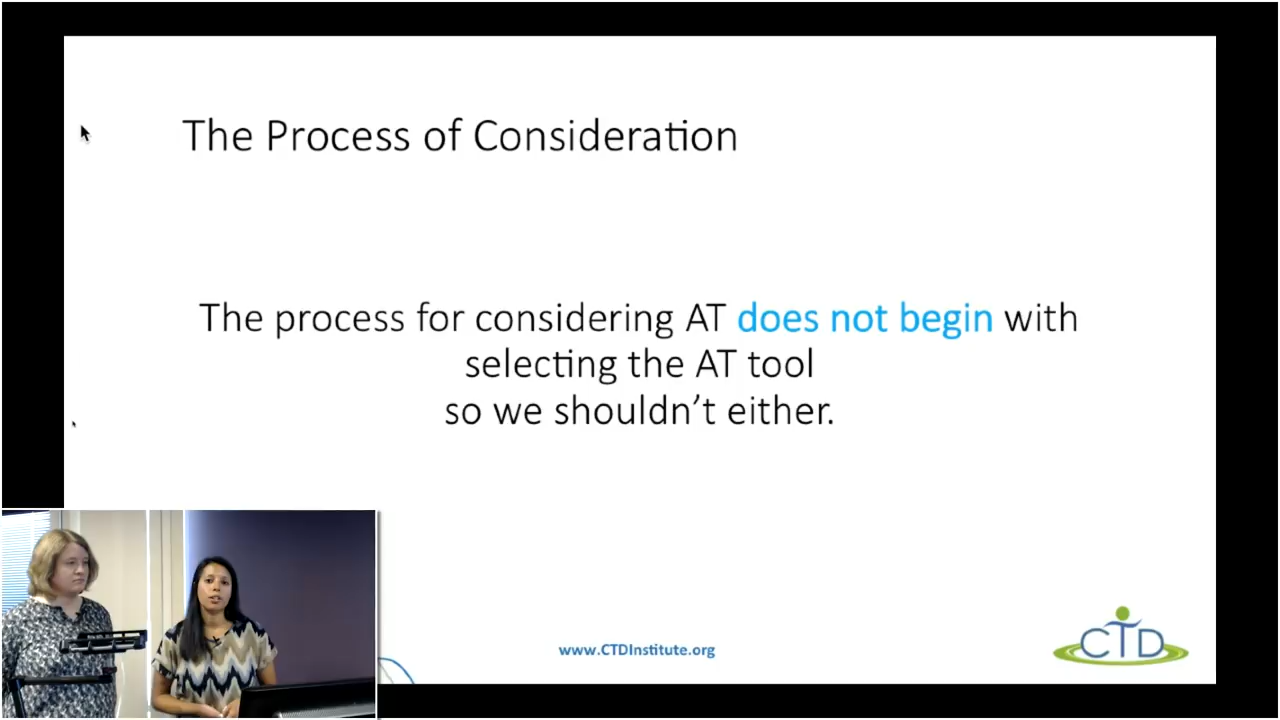 The Process of Consideration
The process for considering AT does not begin with
selecting the AT tool
so we shouldn’t either.
www.CTDInstitute.org
CTD